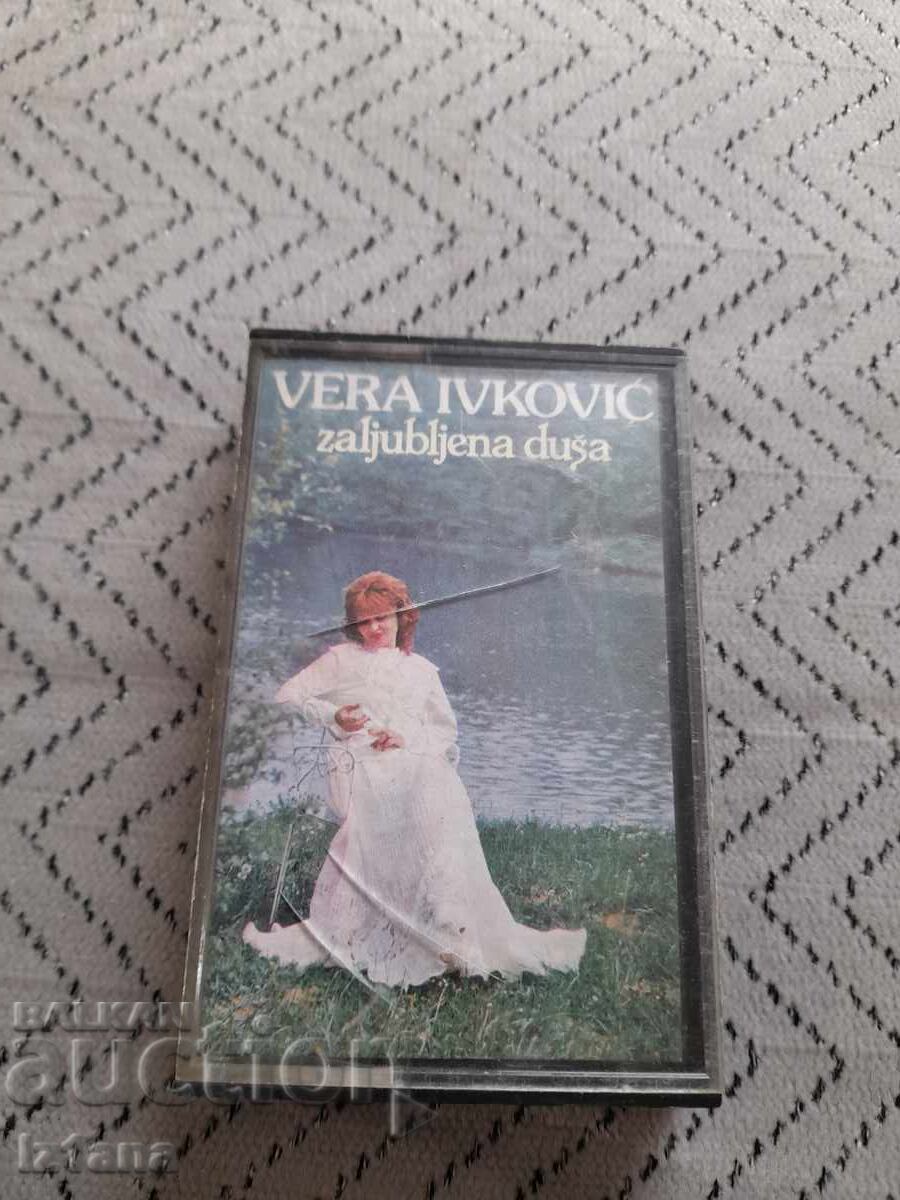 VERA IVKOVIĆ
zaljubljena duša
BALKAN
auction
iztana